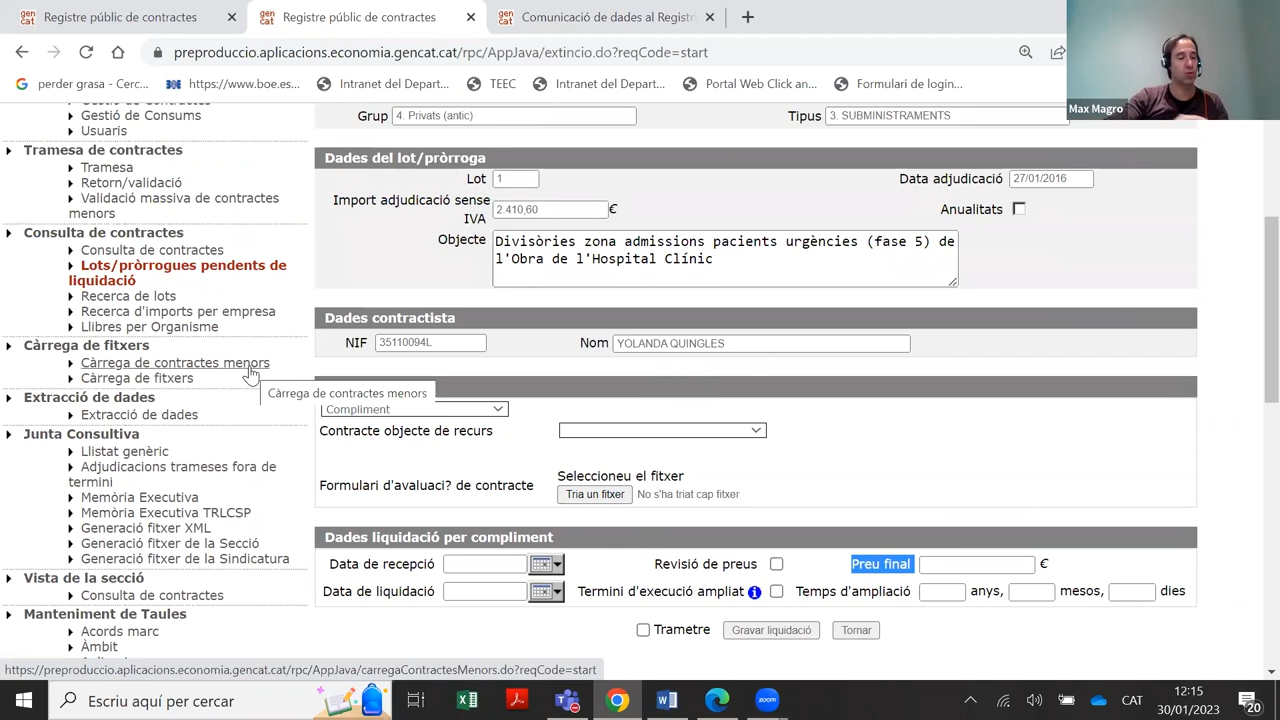 Registre públic de contractes
Registre públic de contractes
Comunicació de dades al Registr
preproduccio.aplicacions.economia.gencat.cat/rpc/AppJava/extincio.do?reqCode=start
perder grasa - Cerc...
https://www.boe.es...
Intranet del Depart...
TEEC
Intranet del Depart...
Portal Web Click an...
Formulari de login...
Max Magro
Gestió de Contractes
Gestió de Consums
Usuaris
Tramesa de contractes
Tramesa
Retorn/validació
Validació massiva de contractes
menors
Consulta de contractes
Consulta de contractes
Lots/pròrrogues pendents de
liquidació
Recerca de lots
Recerca d'imports per empresa
Llibres per Organisme
Càrrega de fitxers
Càrrega de contractes menors
Càrrega de fitxers
Extracció de dades
Extracció de dades
Junta Consultiva
Llistat genèric
Adjudicacions trameses fora de
termini
Memòria Executiva
Memòria Executiva TRLCSP
Generació fitxer XML
Generació fitxer de la Secció
Generació fitxer de la Sindicatura
Vista de la secció
Consulta de contractes
Manteniment de Taules
Acords marc
Àmbit
Grup 4. Privats (antic) Tipus 3. SUBMINISTRAMENTS
Dades del lot/pròrroga
Lot 1 Data adjudicació 27/01/2016
Import adjudicació sense
IVA 2.410,60 € Anualitats
Objecte Divisòries zona admissions pacients urgències (fase 5) de
l'Obra de l'Hospital Clínic
Dades contractista
NIF 35110094L Nom YOLANDA QUINGLES
Càrrega de contractes menors
Compliment
Contracte objecte de recurs
Seleccioneu el fitxer
Formulari d'avaluaci? de contracte
Tria un fitxer No s'ha triat cap fitxer
Dades liquidació per compliment
Data de recepció Revisió de preus Preu final €
Data de liquidació Termini d'execució ampliat Temps d'ampliació anys, mesos, dies
Trametre Gravar liquidació Tornar
https://preproduccio.aplicacions.economia.gencat.cat/rpc/AppJava/carregaContractesMenors.do?reqCode=start
Escriu aquí per cercar
CAT
12:15
30/01/2023
20